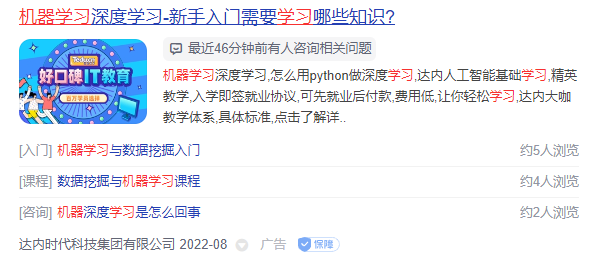 机器学习深度学习-新手入门需要学习哪些知识?
最近46分钟前有人咨询相关问题
Tedu.cn
好口碑IT教育
百万学员选择
机器学习深度学习,怎么用python做深度学习,达内人工智能基础学习,精英
教学,入学即签就业协议,可先就业后付款,费用低,让你轻松学习,达内大咖
教学体系,具体标准,点击了解详..
[入门] 机器学习与数据挖掘入门 约5人浏览
[课程] 数据挖掘与机器学习课程 约4人浏览
[咨询] 机器深度学习是怎么回事 约2人浏览
达内时代科技集团有限公司 2022-08 广告 保障